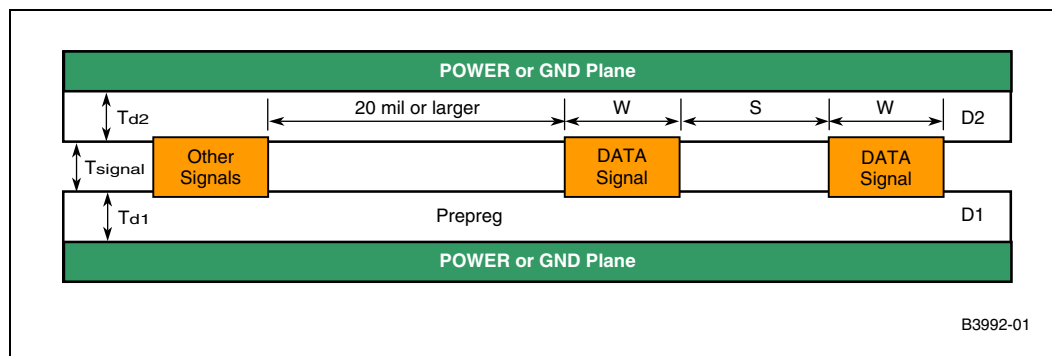 POWER or GND Plane
Td2
20 mil or larger
W
S
W
D2
Tsignal
Other
Signals
DATA
Signal
DATA
Signal
Td1
Prepreg
D1
POWER or GND Plane
B3992-01